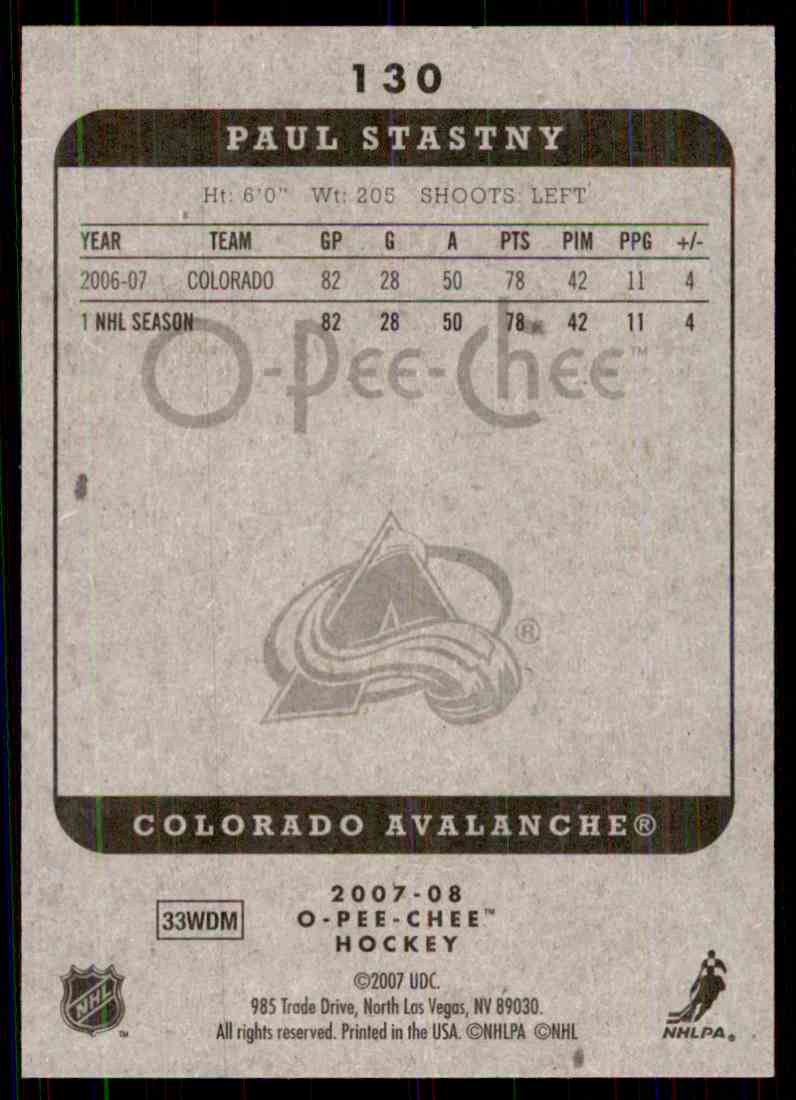 130
PAUL STASTNY
Ht: 6'0" Wt: 205 SHOOTS: LEFT
YEAR TEAM GP G A PTS PIM PPG +/-
2006-07 COLORADO 82 28 50 78 42 11 4
1 NHL SEASON 82 28 50 78 42 11 4
O-PEE-CHEE™
®
COLORADO AVALANCHE®
2007-08
33WDM
O-PEE-CHEE™
HOCKEY
©2007 UDC.
985 Trade Drive, North Las Vegas, NV 89030.
All rights reserved. Printed in the USA. ©NHLPA ©NHL
NHL™
NHLPA®